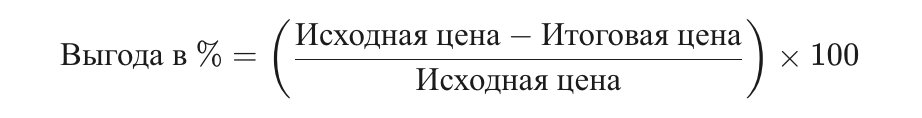 Выгода в % = (Исходная цена − Итоговая цена / Исходная цена) × 100